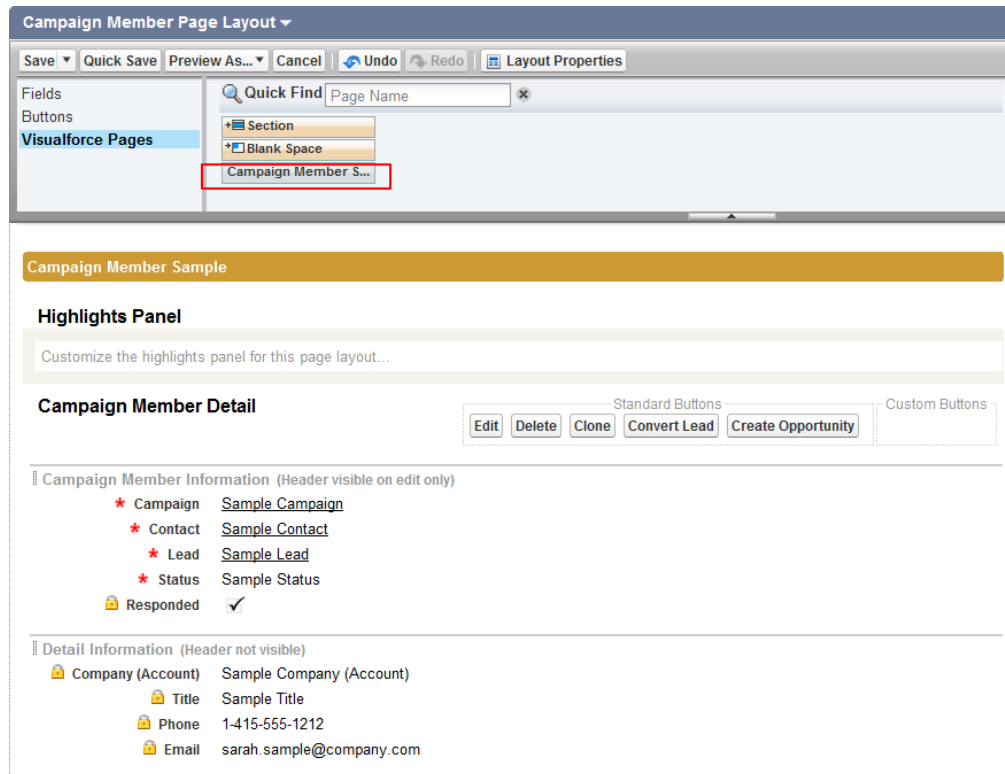 Campaign Member Page Layout
Save Quick Save Preview As... Cancel Undo Redo Layout Properties
Fields
Buttons
Visualforce Pages
Quick Find Page Name
Section
Blank Space
Campaign Member S...
Campaign Member Sample
Highlights Panel
Customize the highlights panel for this page layout...
Campaign Member Detail
Standard Buttons
Edit Delete Clone Convert Lead Create Opportunity
Custom Buttons
Campaign Member Information (Header visible on edit only)
* Campaign Sample Campaign
* Contact Sample Contact
* Lead Sample Lead
* Status Sample Status
Responded ✓
Detail Information (Header not visible)
Company (Account) Sample Company (Account)
Title Sample Title
Phone 1-415-555-1212
Email sarah.sample@company.com